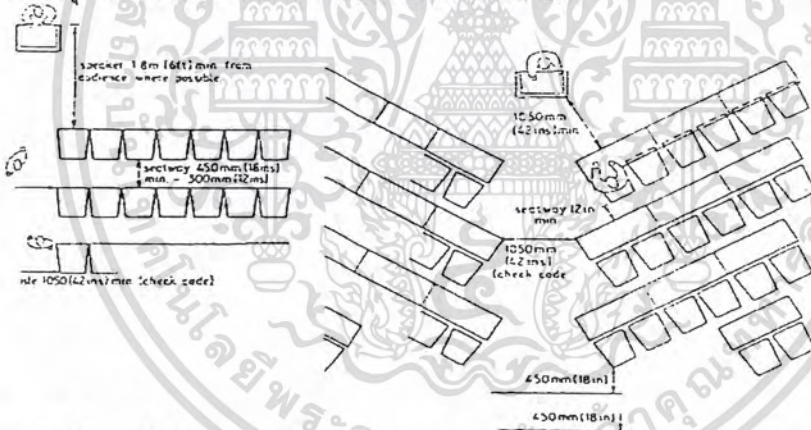 speaker 1 8m [6ft] min. from
audience where possible
seatway 450mm [18ins]
min. - 300mm [12ins]
1050 [42ins] min (check code)
1050mm
[42ins] min
seatway 12in
min
1050mm
[42ins]
(check code
450mm [18in]
450mm [18in]